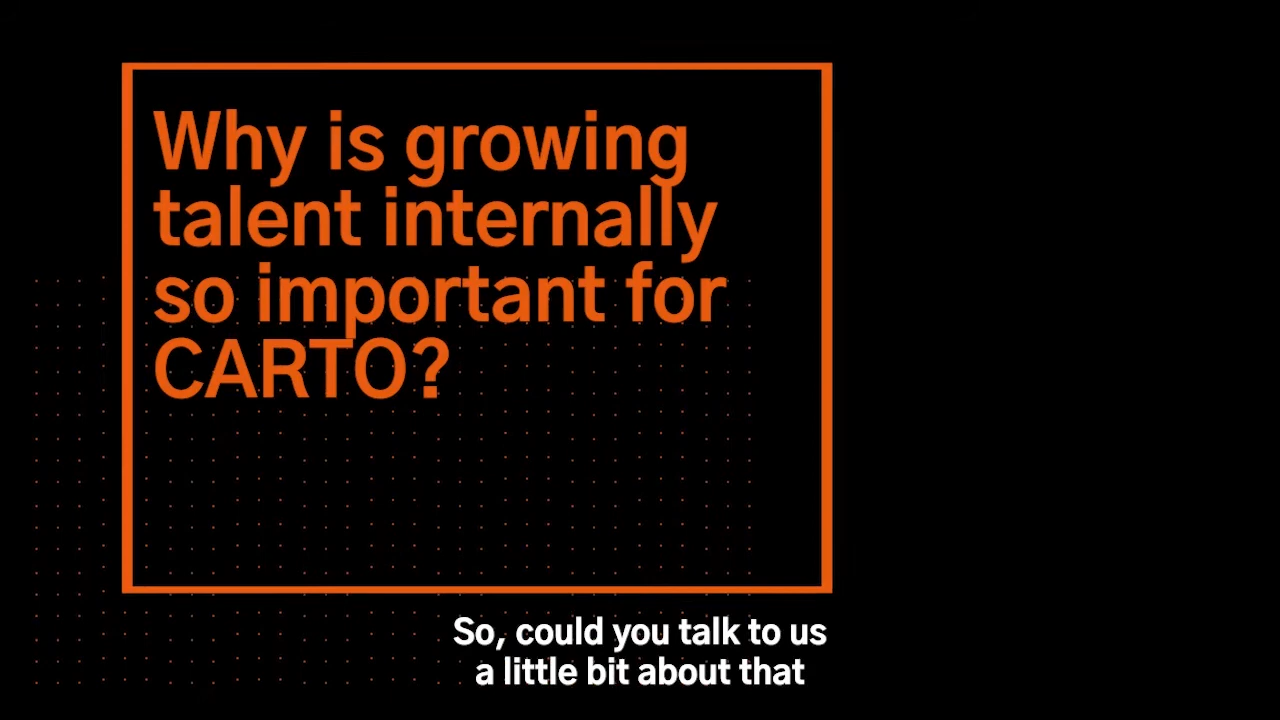 Why is growing
talent internally
so important for
CARTO?
So, could you talk to us
a little bit about that